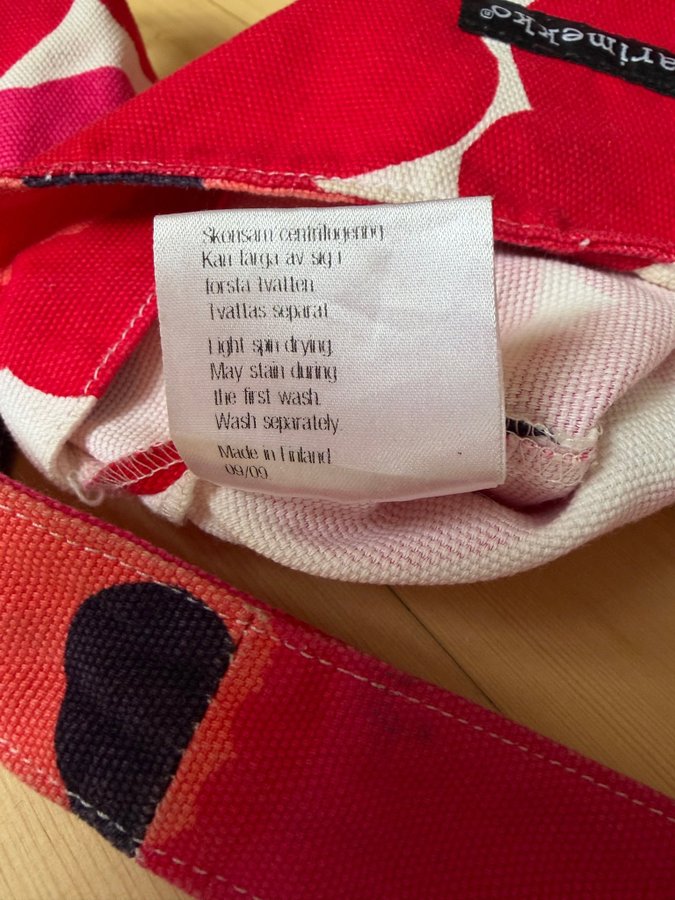 arimekko®
Skonsam centrifugering.
Kan färga av sig i
första tvätten.
Tvättas separat.
Light spin drying.
May stain during
the first wash.
Wash separately.
Made in Finland
09/09